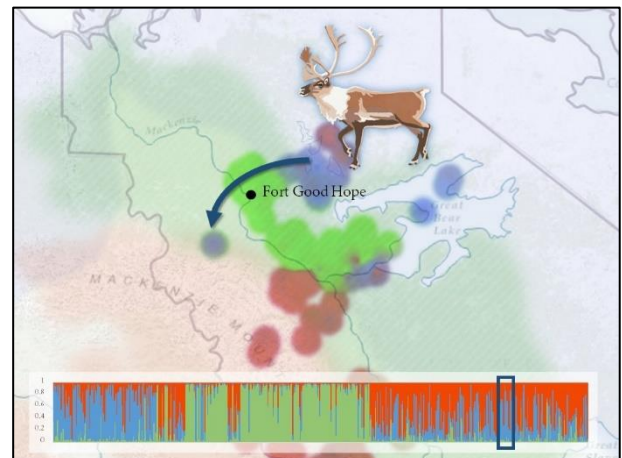 Mackenzie
Fort Good Hope
Great
Bear
Lake
MACKENZIE MOU
1
0.8
0.6
0.4
0.2
0
Great